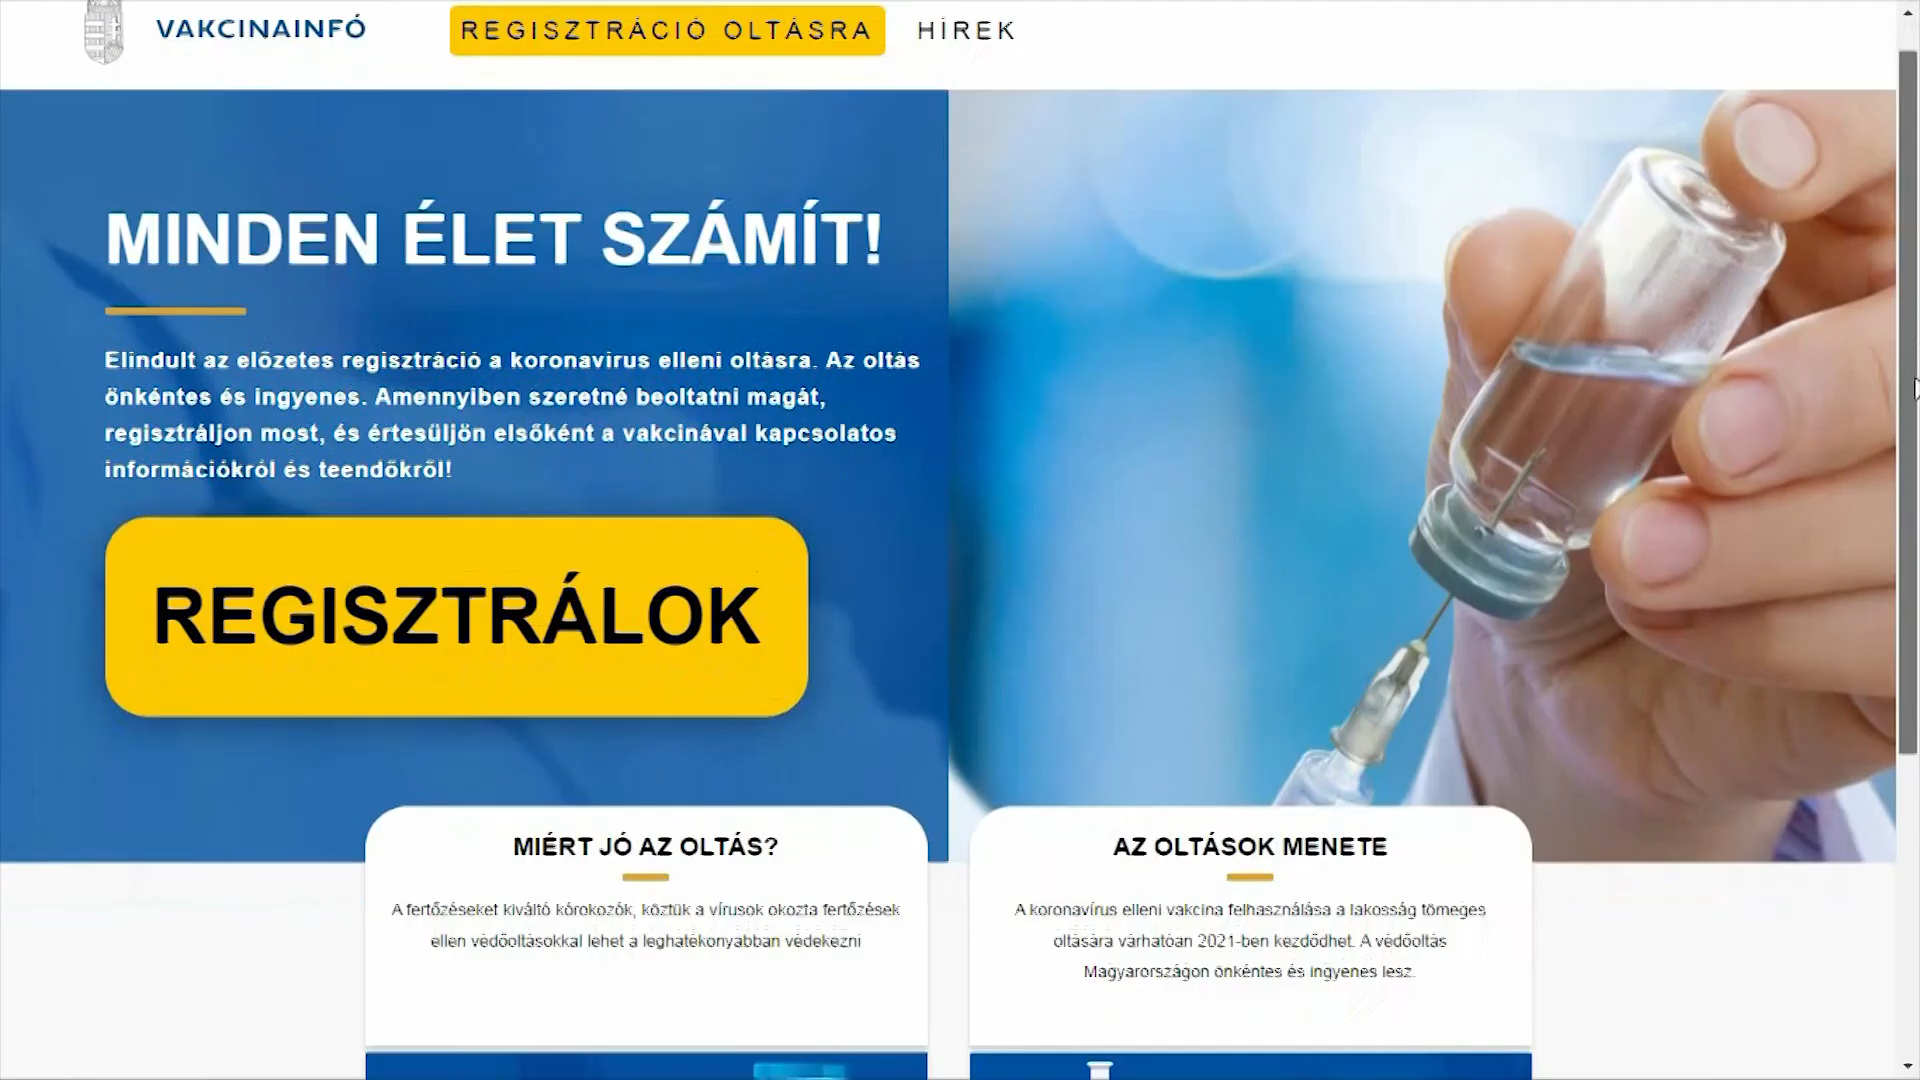 VAKCINAINFÓ
REGISZTRÁCIÓ OLTÁSRA
HÍREK
MINDEN ÉLET SZÁMÍT!
Elindult az előzetes regisztráció a koronavírus elleni oltásra. Az oltás
önkéntes és ingyenes. Amennyiben szeretné beoltatni magát,
regisztráljon most, és értesüljön elsőként a vakcinával kapcsolatos
információkról és teendőkről!
REGISZTRÁLOK
MIÉRT JÓ AZ OLTÁS?
A fertőzéseket kiváltó kórokozók, köztük a vírusok okozta fertőzések
ellen védőoltásokkal lehet a leghatékonyabban védekezni
AZ OLTÁSOK MENETE
A koronavírus elleni vakcina felhasználása a lakosság tömeges
oltására várhatóan 2021-ben kezdődhet. A védőoltás
Magyarországon önkéntes és ingyenes lesz.